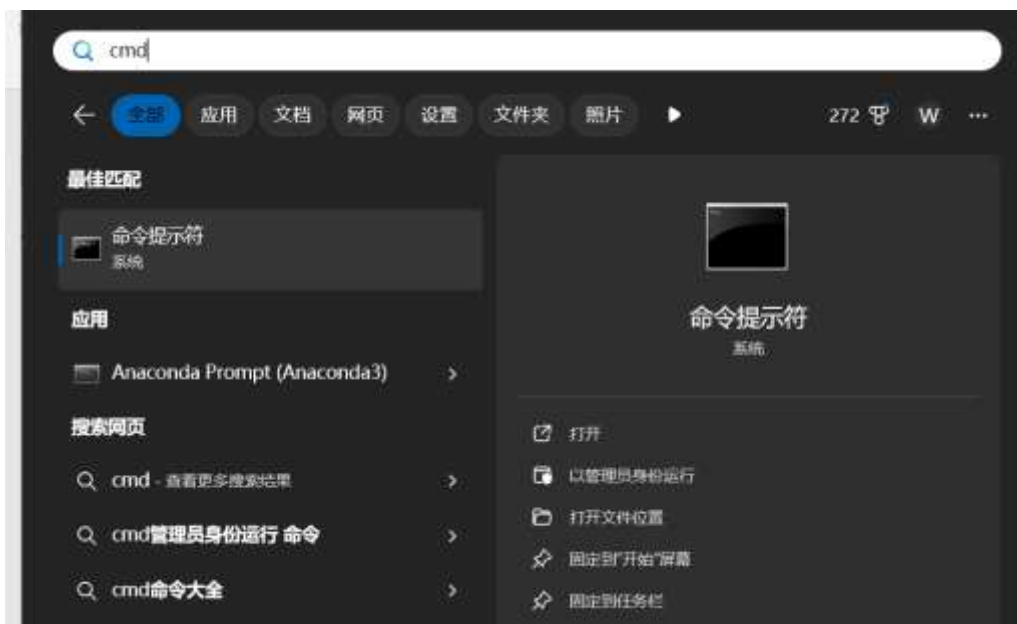 cmd
全部 应用 文档 网页 设置 文件夹 照片 272 W ...
最佳匹配
命令提示符
系统
应用
Anaconda Prompt (Anaconda3)
搜索网页
cmd - 查看更多搜索结果
cmd管理员身份运行 命令
cmd命令大全
命令提示符
系统
打开
以管理员身份运行
打开文件位置
固定到"开始"屏幕
固定到任务栏